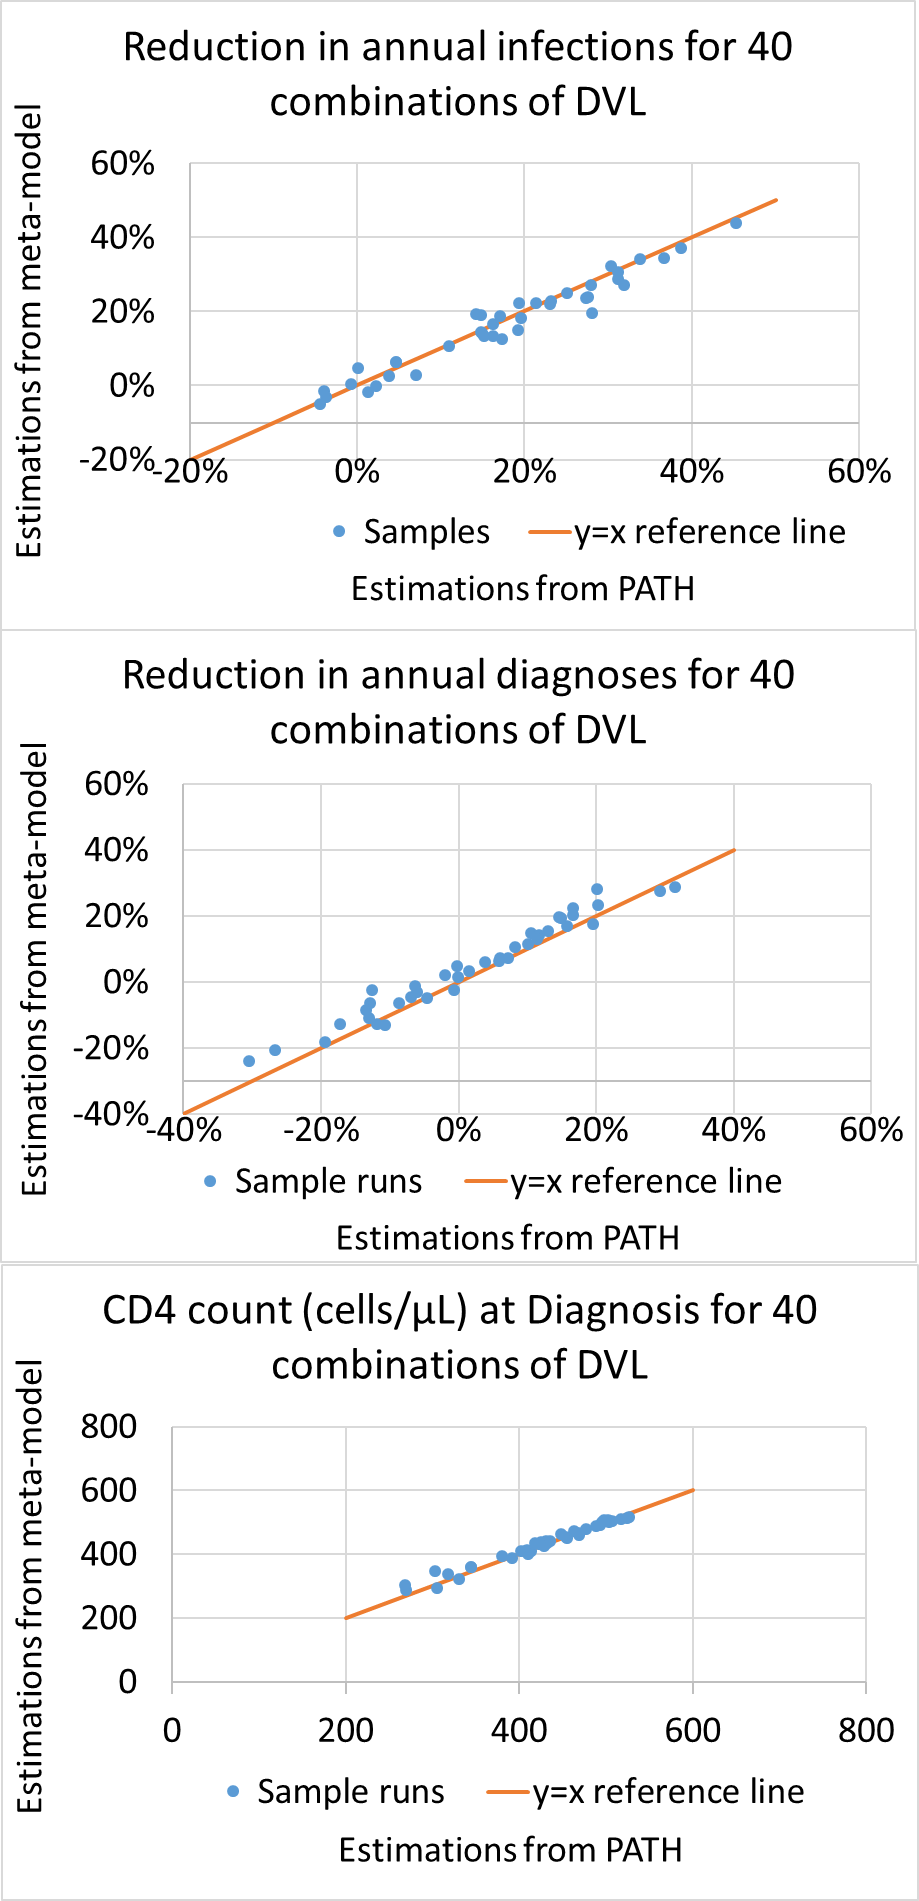 Reduction in annual infections for 40
combinations of DVL
Estimations from meta-model
60%
40%
20%
0%
-20%
-20% 0% 20% 40% 60%
Samples y=x reference line
Estimations from PATH
Reduction in annual diagnoses for 40
combinations of DVL
Estimations from meta-model
60%
40%
20%
0%
-20%
-40%
-40% -20% 0% 20% 40% 60%
Sample runs y=x reference line
Estimations from PATH
CD4 count (cells/µL) at Diagnosis for 40
combinations of DVL
Estimations from meta-model
800
600
400
200
0
0 200 400 600 800
Sample runs y=x reference line
Estimations from PATH